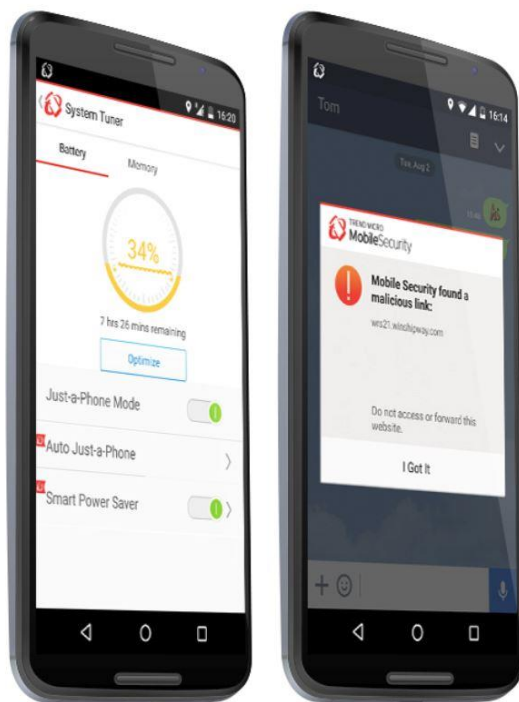 16:20
System Tuner
Battery
Memory
34%
7 hrs 26 mins remaining
Optimize
Just-a-Phone Mode
Auto Just-a-Phone
Smart Power Saver
16:14
Tom
Tue, Aug 2
TREND MICRO
MobileSecurity
Mobile Security found a
malicious link:
wrs21.winshipway.com
Do not access or forward this
website.
I Got It